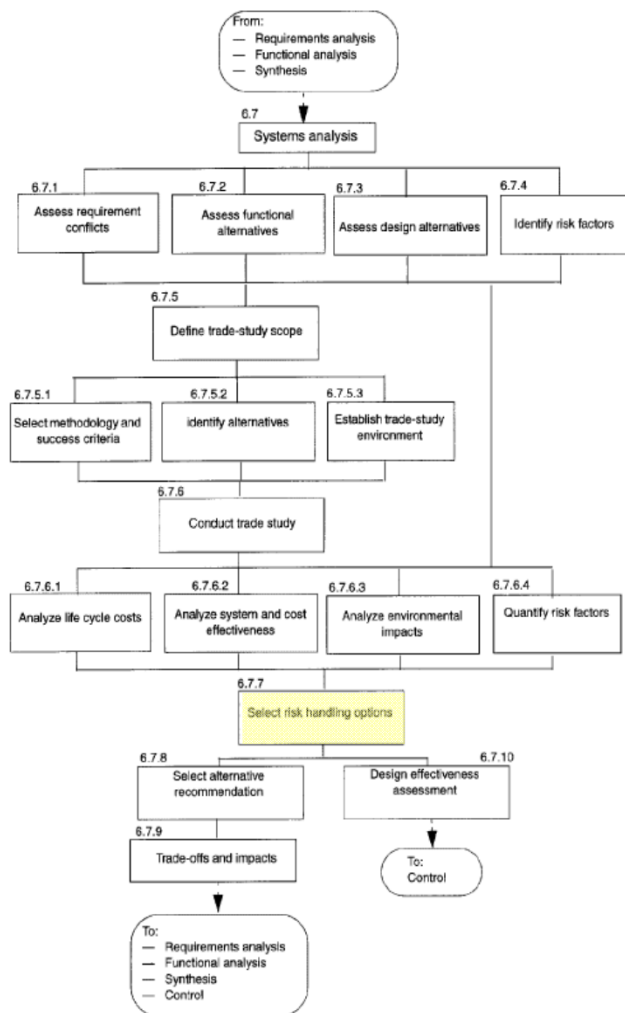 From:
— Requirements analysis
— Functional analysis
— Synthesis
6.7
Systems analysis
6.7.1
Assess requirement
conflicts
6.7.2
Assess functional
alternatives
6.7.3
Assess design alternatives
6.7.4
Identify risk factors
6.7.5
Define trade-study scope
6.7.5.1
Select methodology and
success criteria
6.7.5.2
identify alternatives
6.7.5.3
Establish trade-study
environment
6.7.6
Conduct trade study
6.7.6.1
Analyze life cycle costs
6.7.6.2
Analyze system and cost
effectiveness
6.7.6.3
Analyze environmental
impacts
6.7.6.4
Quantify risk factors
6.7.7
Select risk handling options
6.7.8
Select alternative
recommendation
6.7.10
Design effectiveness
assessment
6.7.9
Trade-offs and impacts
To:
Control
To:
— Requirements analysis
— Functional analysis
— Synthesis
— Control